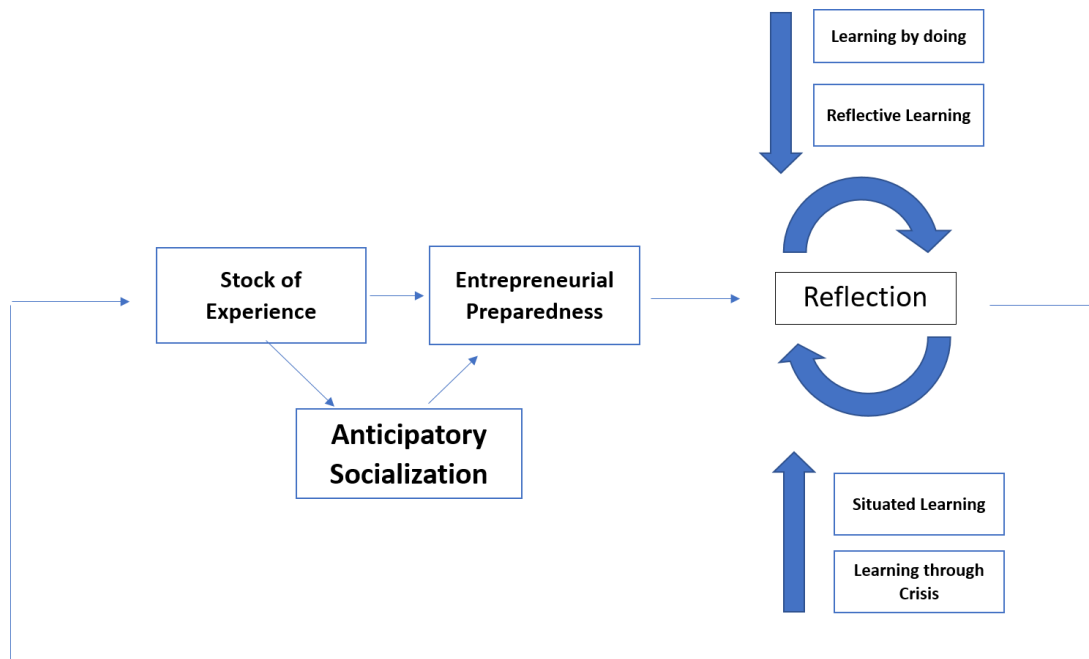 Learning by doing
Reflective Learning
Stock of
Experience
Entrepreneurial
Preparedness
Reflection
Anticipatory
Socialization
Situated Learning
Learning through
Crisis